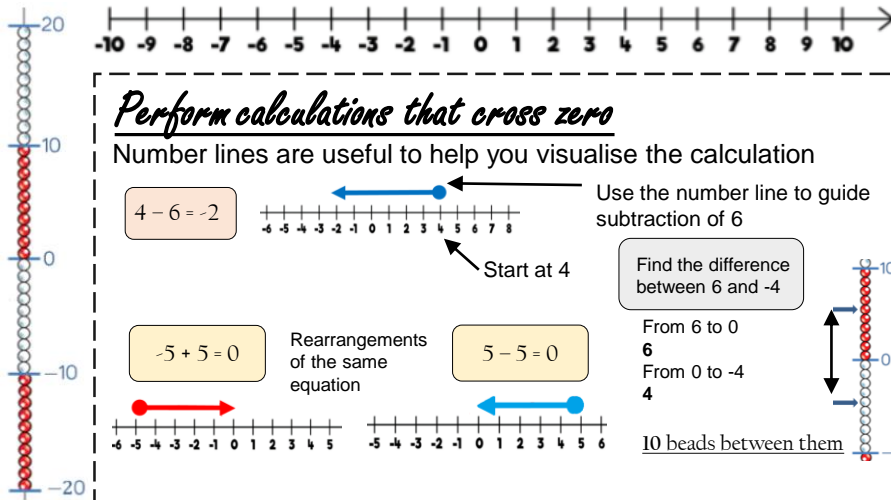 20
10
0
-10
-20
-10 -9 -8 -7 -6 -5 -4 -3 -2 -1 0 1 2 3 4 5 6 7 8 9 10
Perform calculations that cross zero
Number lines are useful to help you visualise the calculation
4 – 6 = -2
-6 -5 -4 -3 -2 -1 0 1 2 3 4 5 6 7 8
Use the number line to guide
subtraction of 6
Start at 4
Find the difference
between 6 and -4
From 6 to 0
6
From 0 to -4
4
10 beads between them
10
0
-5 + 5 = 0
Rearrangements
of the same
equation
5 – 5 = 0
-6 -5 -4 -3 -2 -1 0 1 2 3 4 5
-5 -4 -3 -2 -1 0 1 2 3 4 5 6